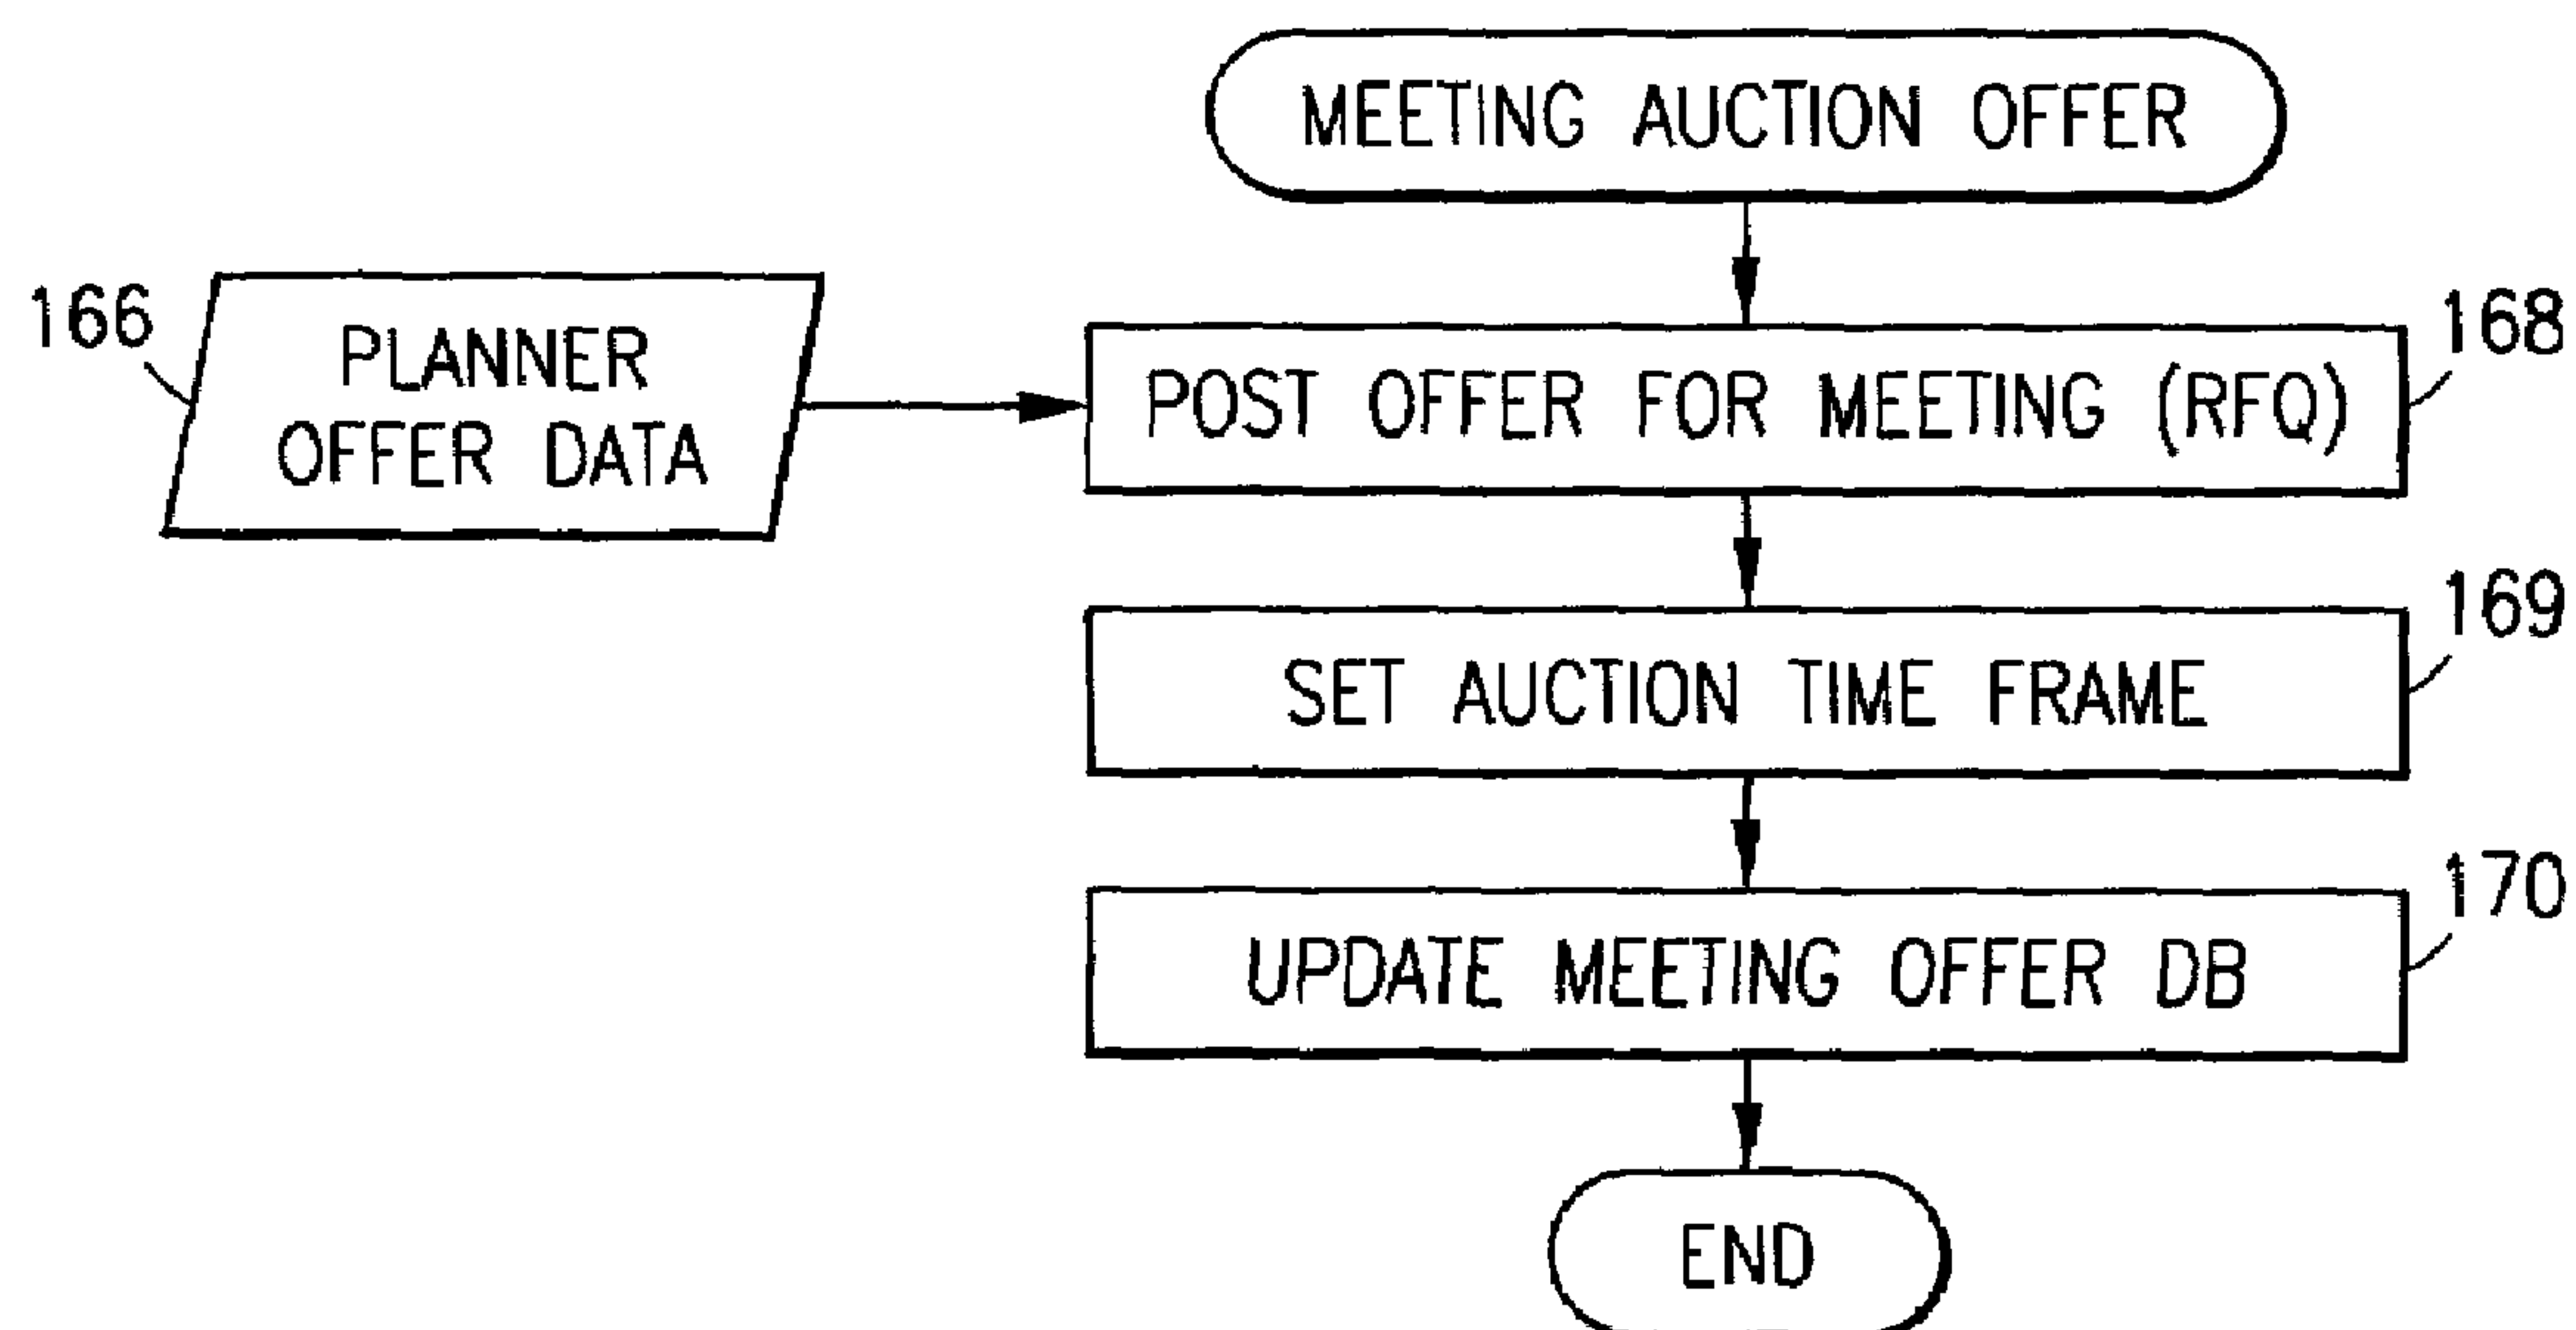 MEETING AUCTION OFFER
166
PLANNER
OFFER DATA
POST OFFER FOR MEETING (RFQ)
168
SET AUCTION TIME FRAME
169
UPDATE MEETING OFFER DB
170
END